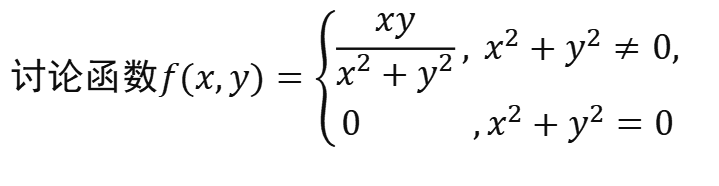 讨论函数f(x, y) = { xy / (x² + y²), x² + y² ≠ 0,
0 , x² + y² = 0